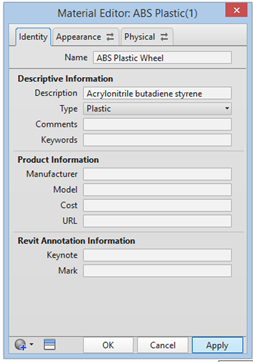 Material Editor: ABS Plastic(1)
Identity Appearance Physical
Name ABS Plastic Wheel
Descriptive Information
Description Acrylonitrile butadiene styrene
Type Plastic
Comments
Keywords
Product Information
Manufacturer
Model
Cost
URL
Revit Annotation Information
Keynote
Mark
OK Cancel Apply